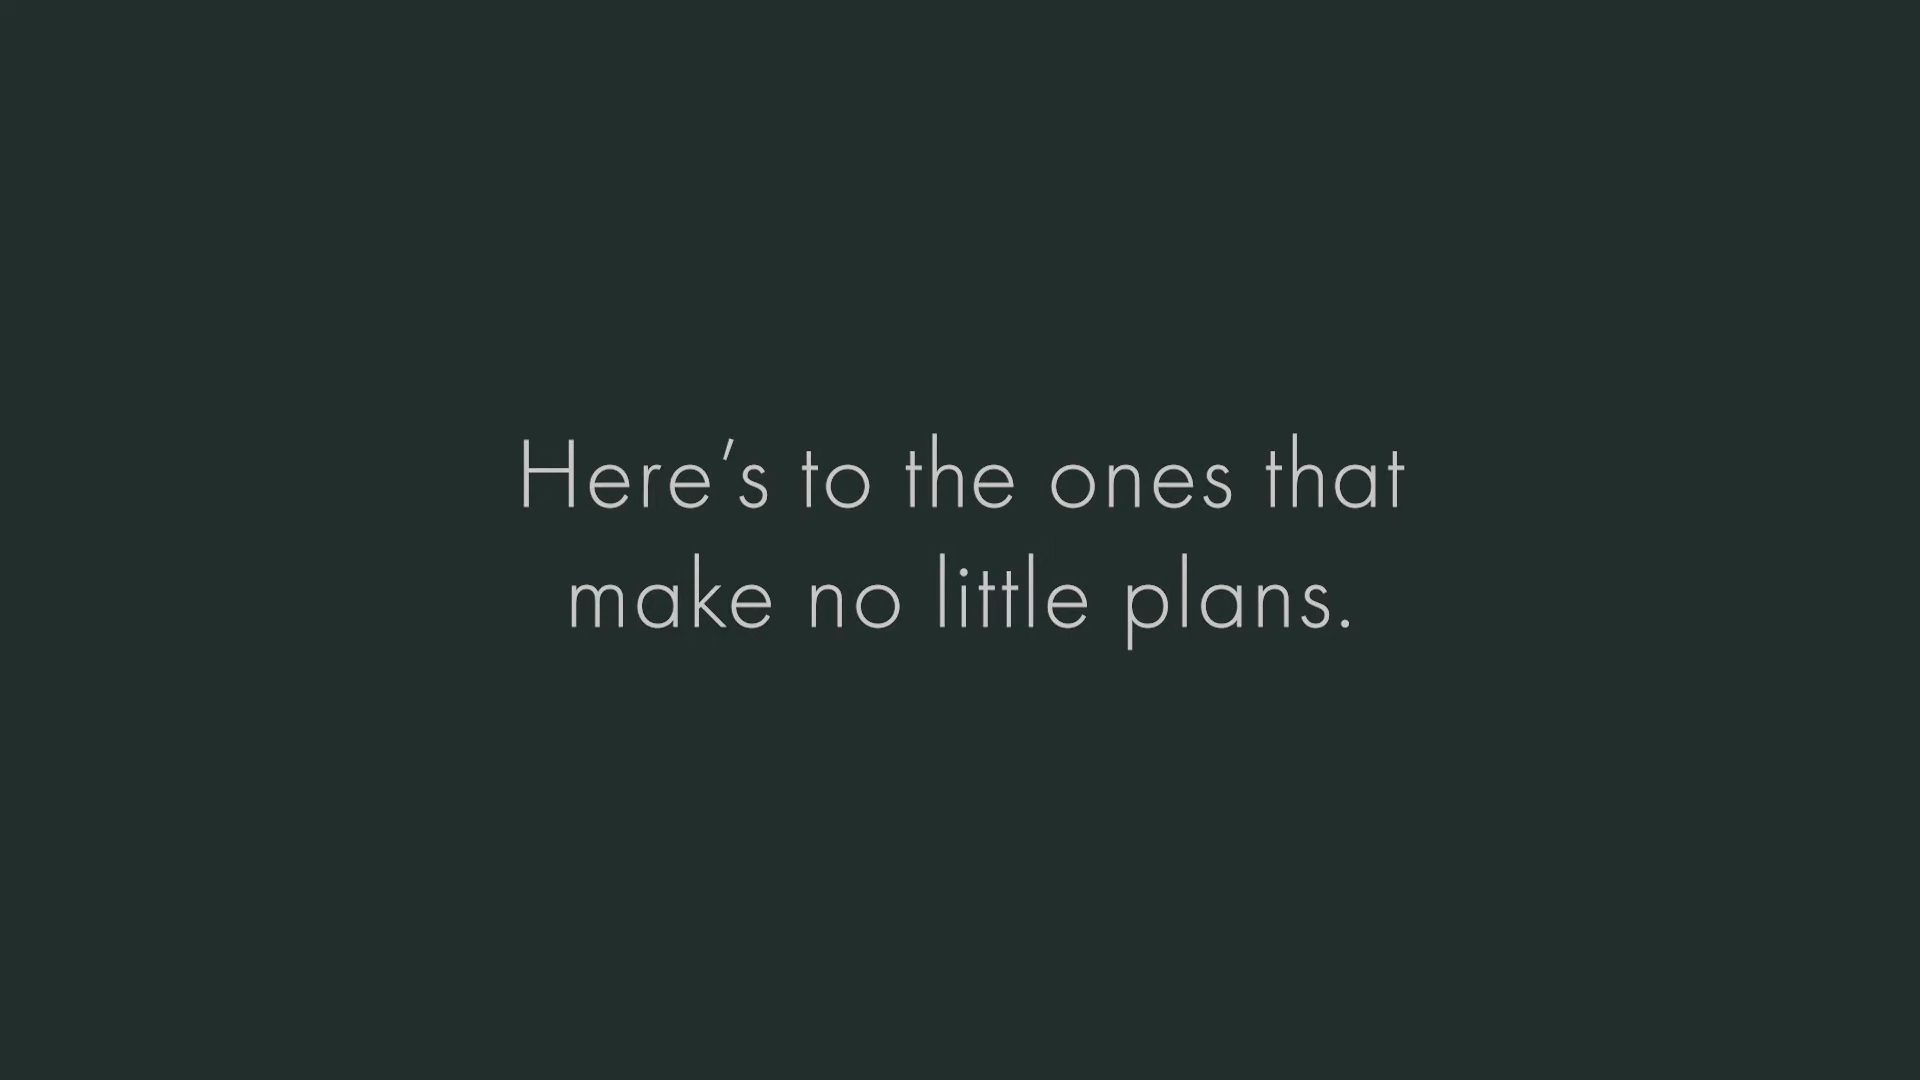 Here’s to the ones that
make no little plans.